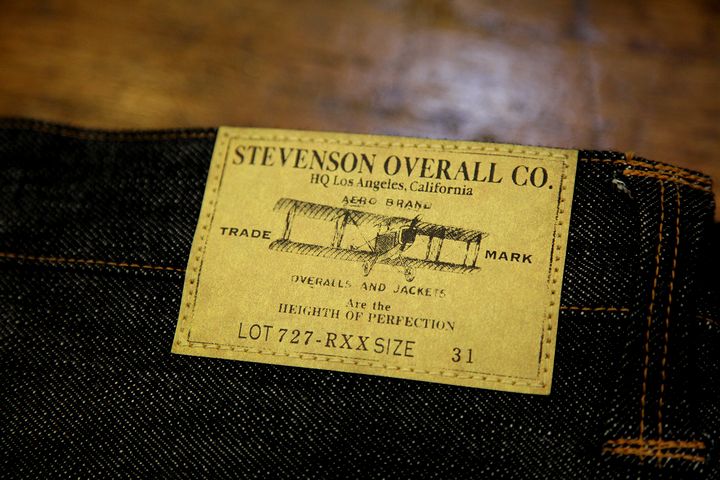 STEVENSON OVERALL CO.
HQ Los Angeles, California
AERO BRAND
TRADE MARK
OVERALLS AND JACKETS
Are the
HEIGHTH OF PERFECTION
LOT 727-RXX SIZE 31